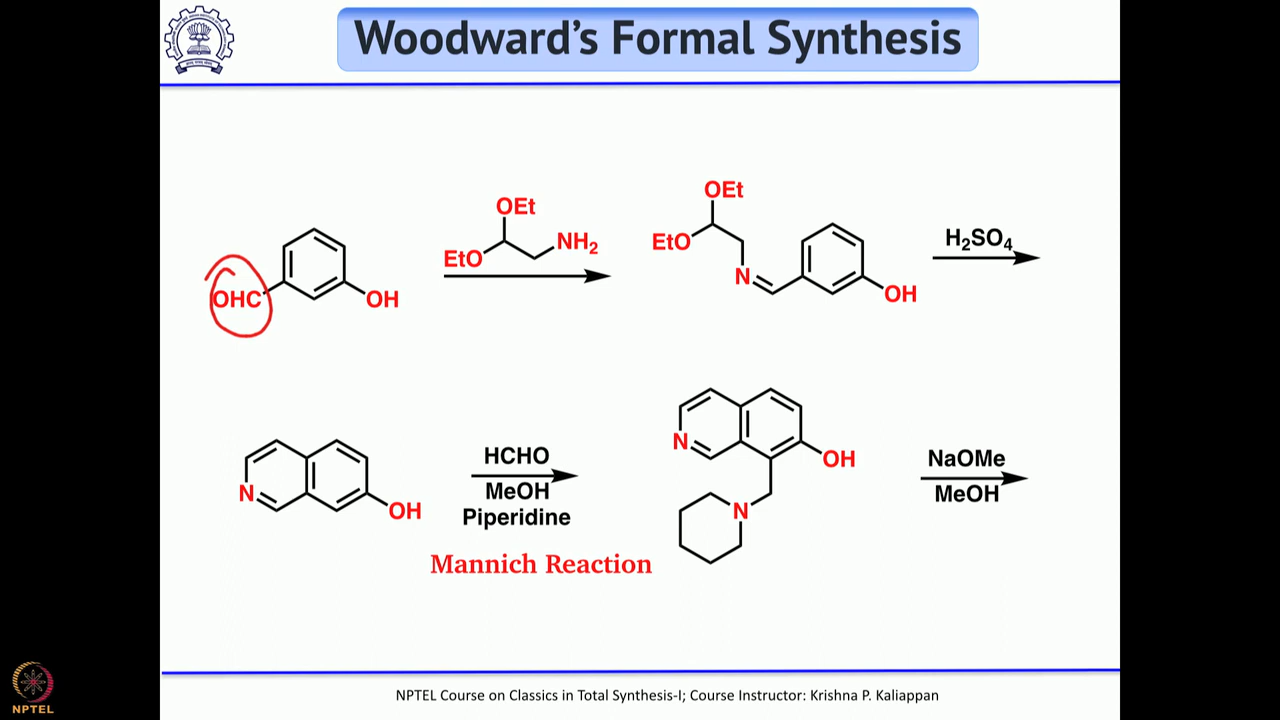 Woodward's Formal Synthesis
OEt
EtO
NH2
OHC
OH
OEt
EtO
N
OH
H2SO4
N
OH
HCHO
MeOH
Piperidine
Mannich Reaction
N
OH
N
NaOMe
MeOH
NPTEL Course on Classics in Total Synthesis-I; Course Instructor: Krishna P. Kaliappan
NPTEL